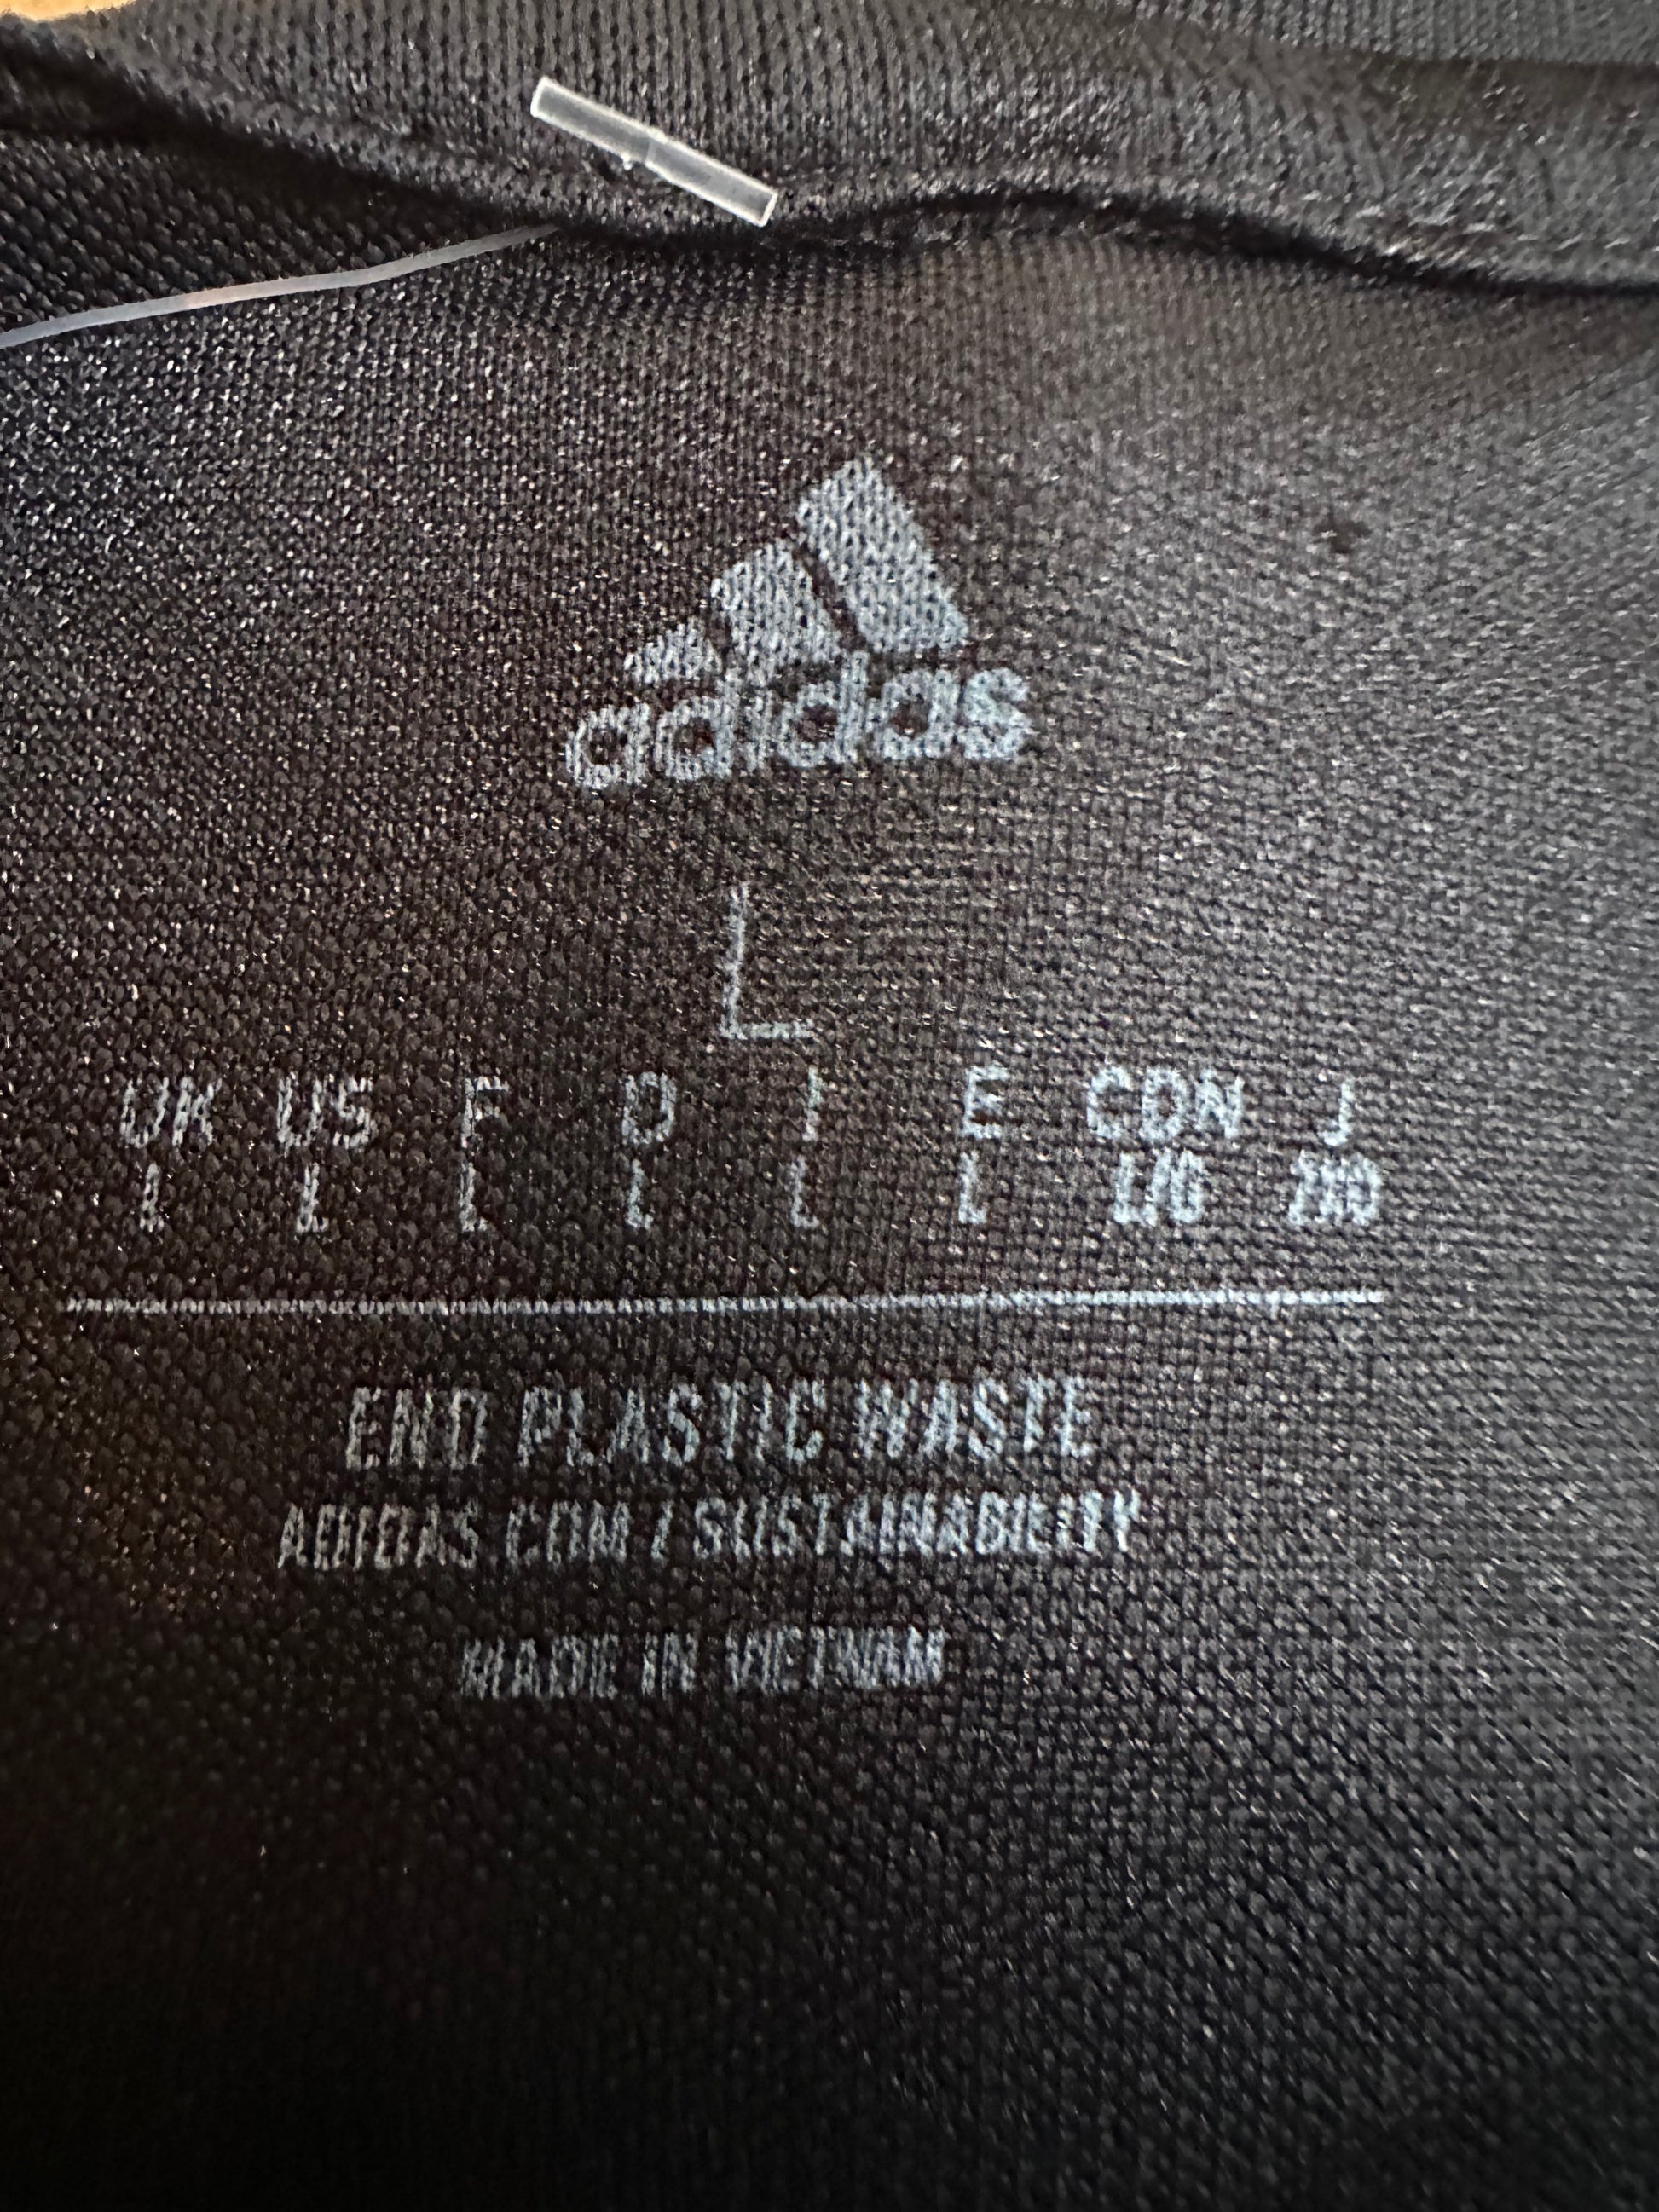 adidas
L
UK US F D I E CDN J
L L L L L L L/G 2XO
END PLASTIC WASTE
ADIDAS.COM / SUSTAINABILITY
MADE IN VIETNAM